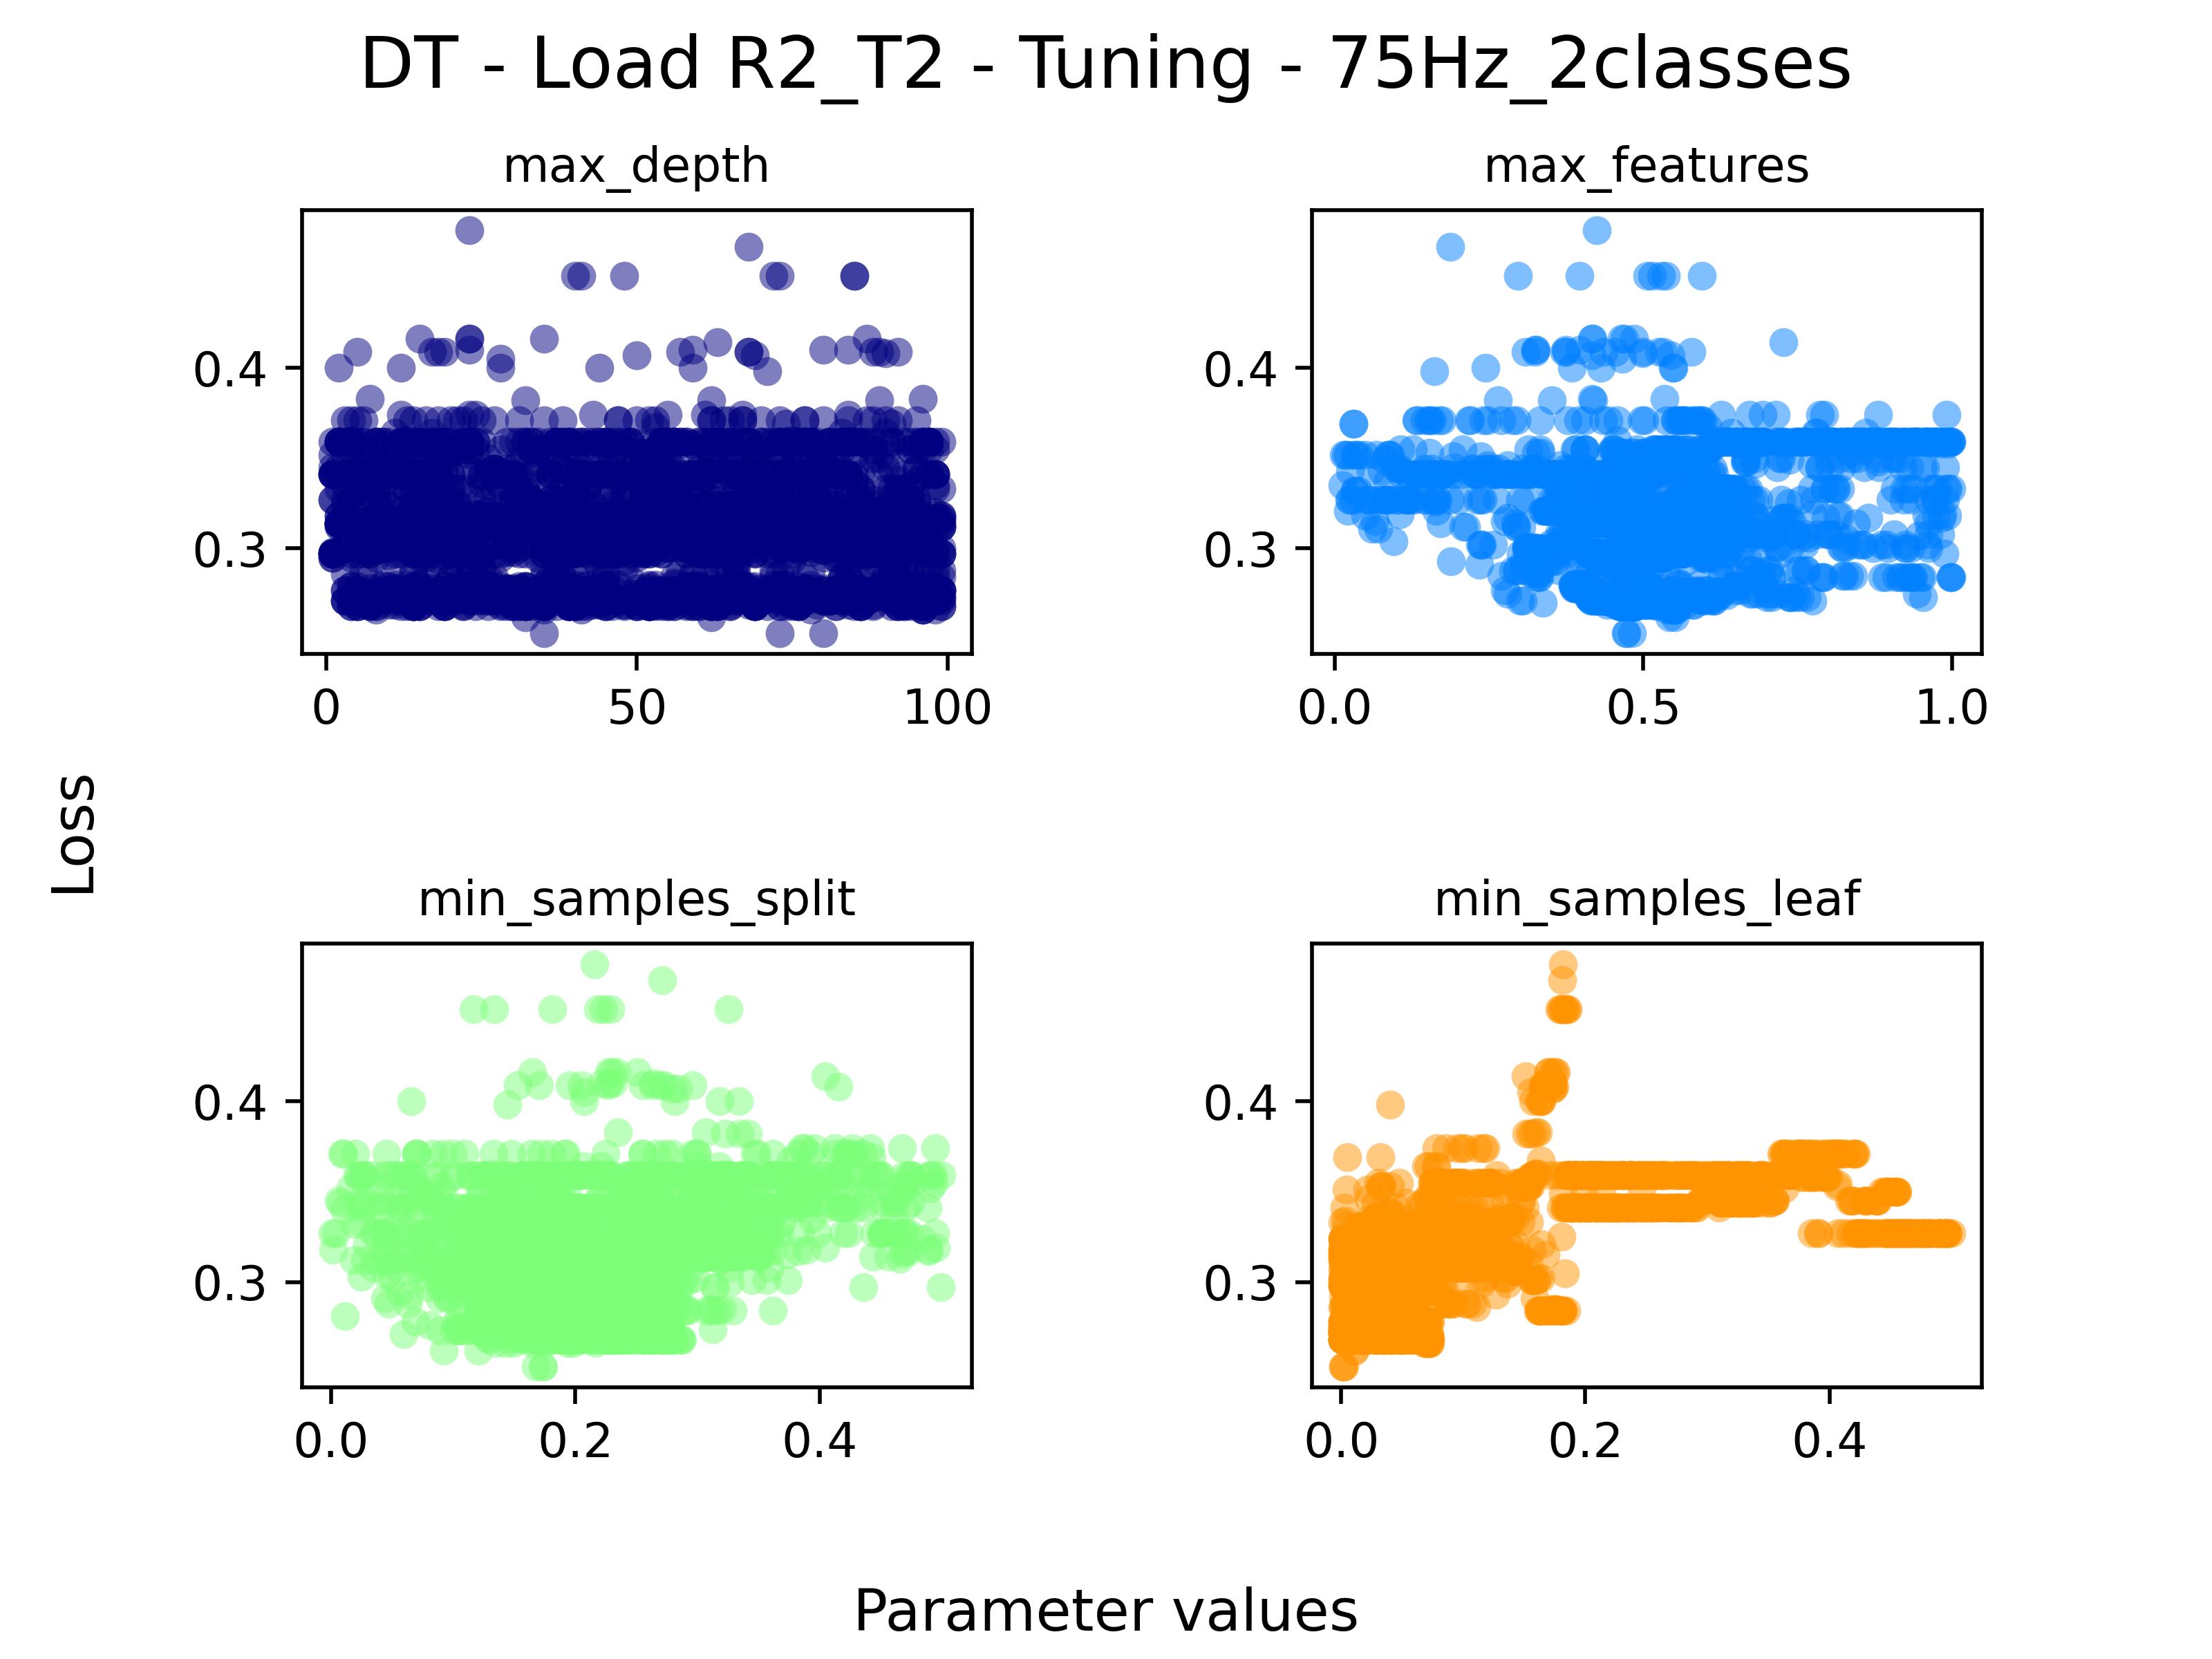 DT - Load R2_T2 - Tuning - 75Hz_2classes
max_depth
max_features
0.4
0.3
0
50
100
0.4
0.3
0.0
0.5
1.0
Loss
min_samples_split
min_samples_leaf
0.4
0.3
0.0
0.2
0.4
0.4
0.3
0.0
0.2
0.4
Parameter values